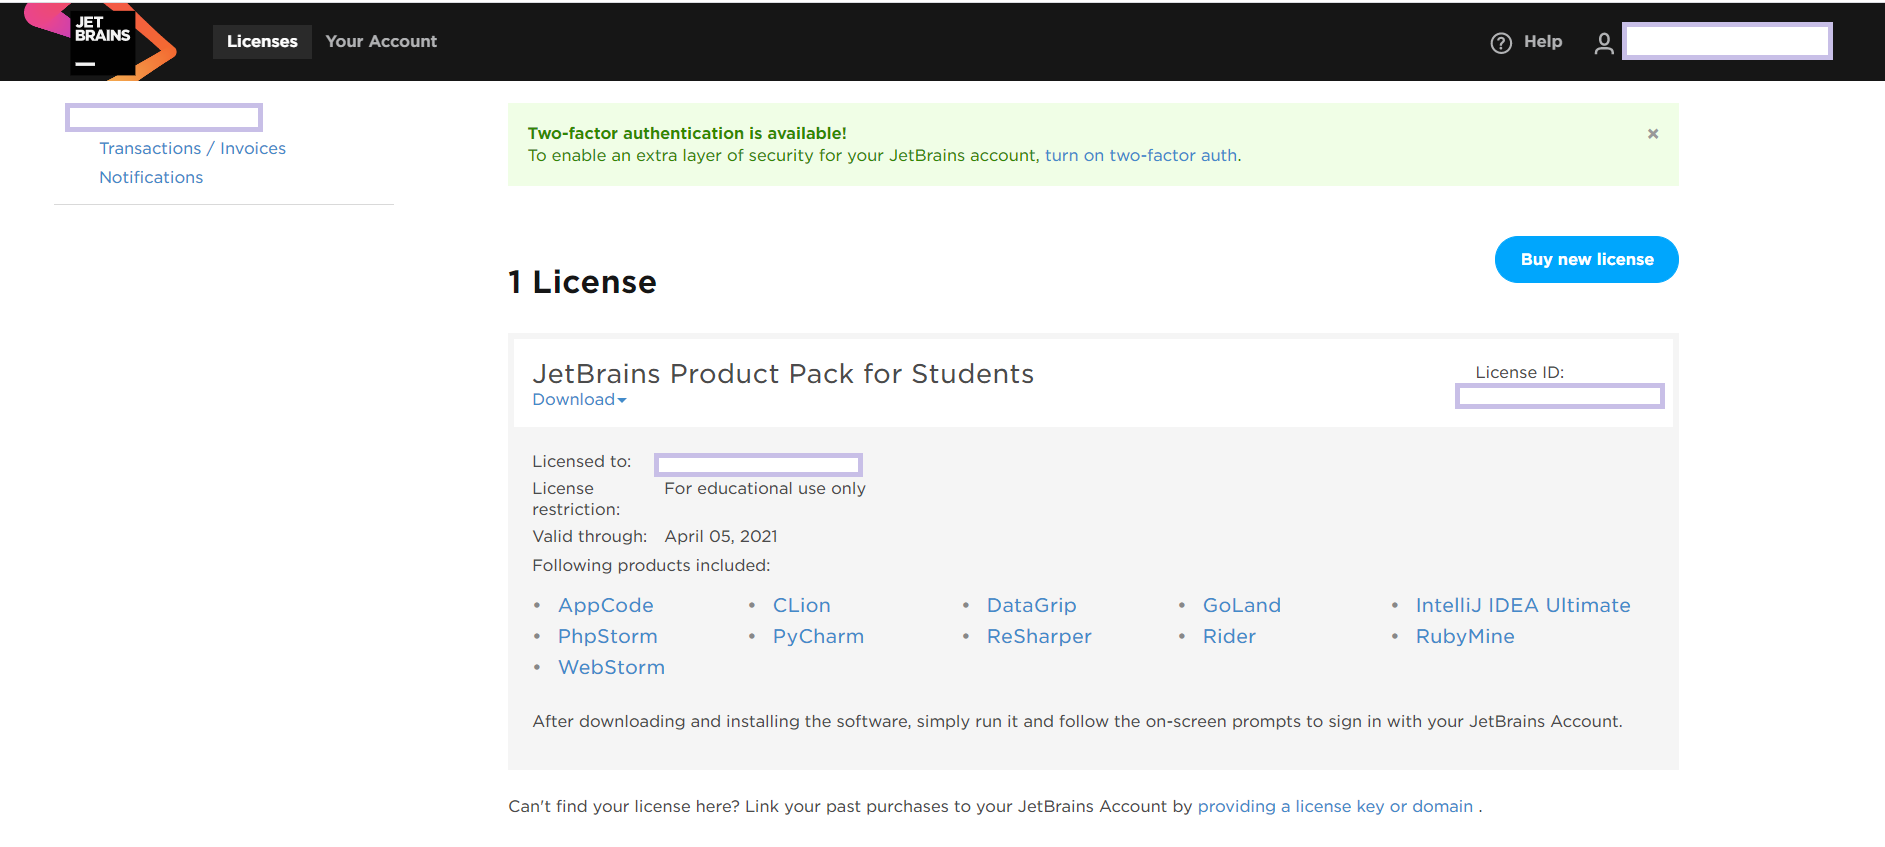 JET
BRAINS
Licenses Your Account
? Help
Transactions / Invoices
Notifications
Two-factor authentication is available!
×
To enable an extra layer of security for your JetBrains account, turn on two-factor auth.
Buy new license
1 License
JetBrains Product Pack for Students
Download
License ID:
Licensed to:
License restriction: For educational use only
Valid through: April 05, 2021
Following products included:
• AppCode • CLion • DataGrip • GoLand • IntelliJ IDEA Ultimate
• PhpStorm • PyCharm • ReSharper • Rider • RubyMine
• WebStorm
After downloading and installing the software, simply run it and follow the on-screen prompts to sign in with your JetBrains Account.
Can't find your license here? Link your past purchases to your JetBrains Account by providing a license key or domain .